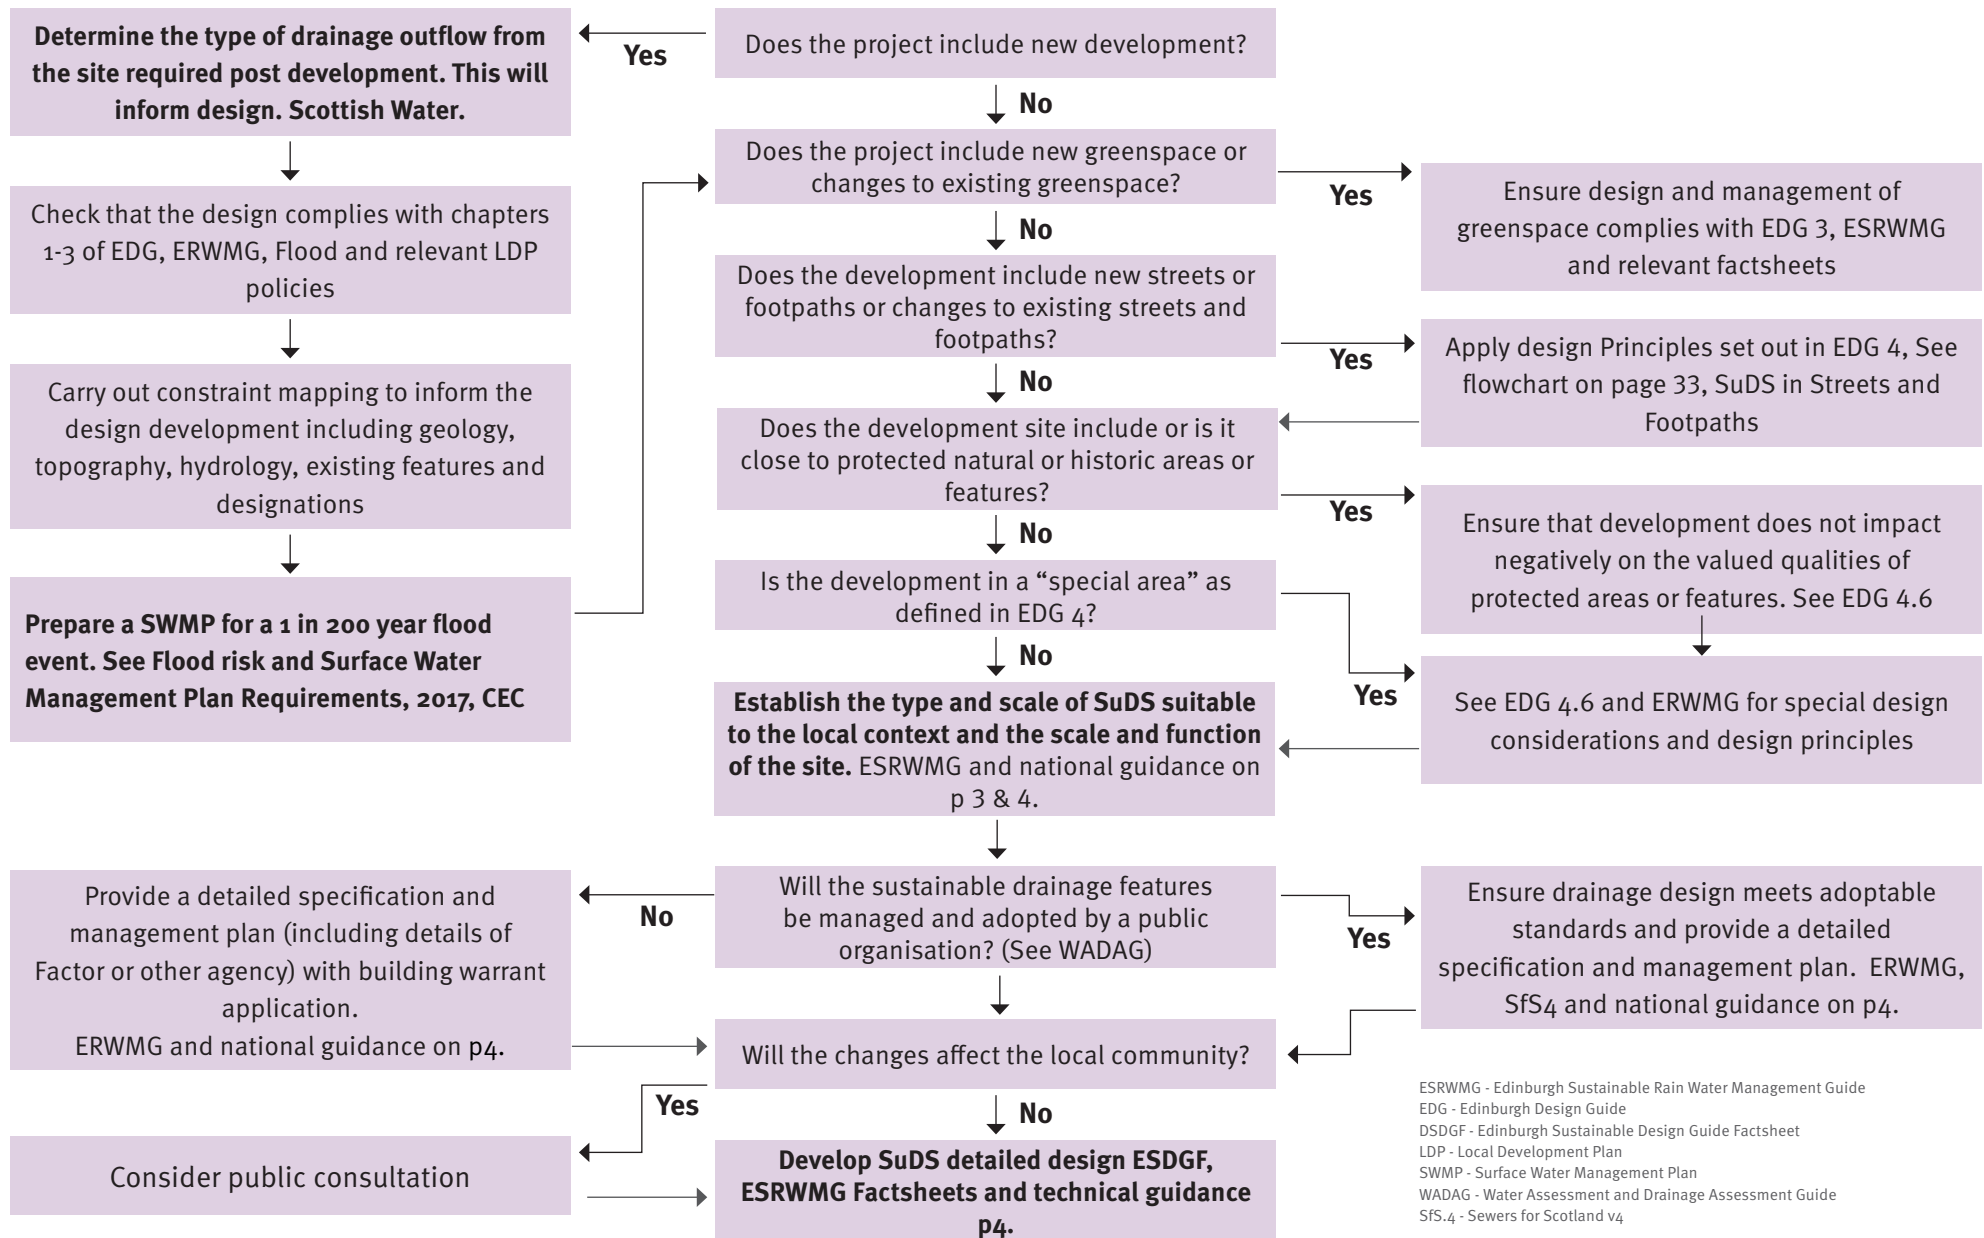 Determine the type of drainage outflow from
the site required post development. This will
inform design. Scottish Water.
Yes
Does the project include new development?
No
Check that the design complies with chapters
1-3 of EDG, ERWMG, Flood and relevant LDP
policies
Does the project include new greenspace or
changes to existing greenspace?
Yes
Ensure design and management of
greenspace complies with EDG 3, ESRWMG
and relevant factsheets
No
Does the development include new streets or
footpaths or changes to existing streets and
footpaths?
Yes
Apply design Principles set out in EDG 4, See
flowchart on page 33, SuDS in Streets and
Footpaths
No
Carry out constraint mapping to inform the
design development including geology,
topography, hydrology, existing features and
designations
Does the development site include or is it
close to protected natural or historic areas or
features?
Yes
Ensure that development does not impact
negatively on the valued qualities of
protected areas or features. See EDG 4.6
No
Prepare a SWMP for a 1 in 200 year flood
event. See Flood risk and Surface Water
Management Plan Requirements, 2017, CEC
Is the development in a “special area” as
defined in EDG 4?
Yes
See EDG 4.6 and ERWMG for special design
considerations and design principles
No
Establish the type and scale of SuDS suitable
to the local context and the scale and function
of the site. ESRWMG and national guidance on
p 3 & 4.
Provide a detailed specification and
management plan (including details of
Factor or other agency) with building warrant
application.
ERWMG and national guidance on p4.
No
Will the sustainable drainage features
be managed and adopted by a public
organisation? (See WADAG)
Yes
Ensure drainage design meets adoptable
standards and provide a detailed
specification and management plan. ERWMG,
SfS4 and national guidance on p4.
Will the changes affect the local community?
Yes
No
Consider public consultation
Develop SuDS detailed design ESDGF,
ESRWMG Factsheets and technical guidance
p4.
ESRWMG - Edinburgh Sustainable Rain Water Management Guide
EDG - Edinburgh Design Guide
DSDGF - Edinburgh Sustainable Design Guide Factsheet
LDP - Local Development Plan
SWMP - Surface Water Management Plan
WADAG - Water Assessment and Drainage Assessment Guide
SfS.4 - Sewers for Scotland v4